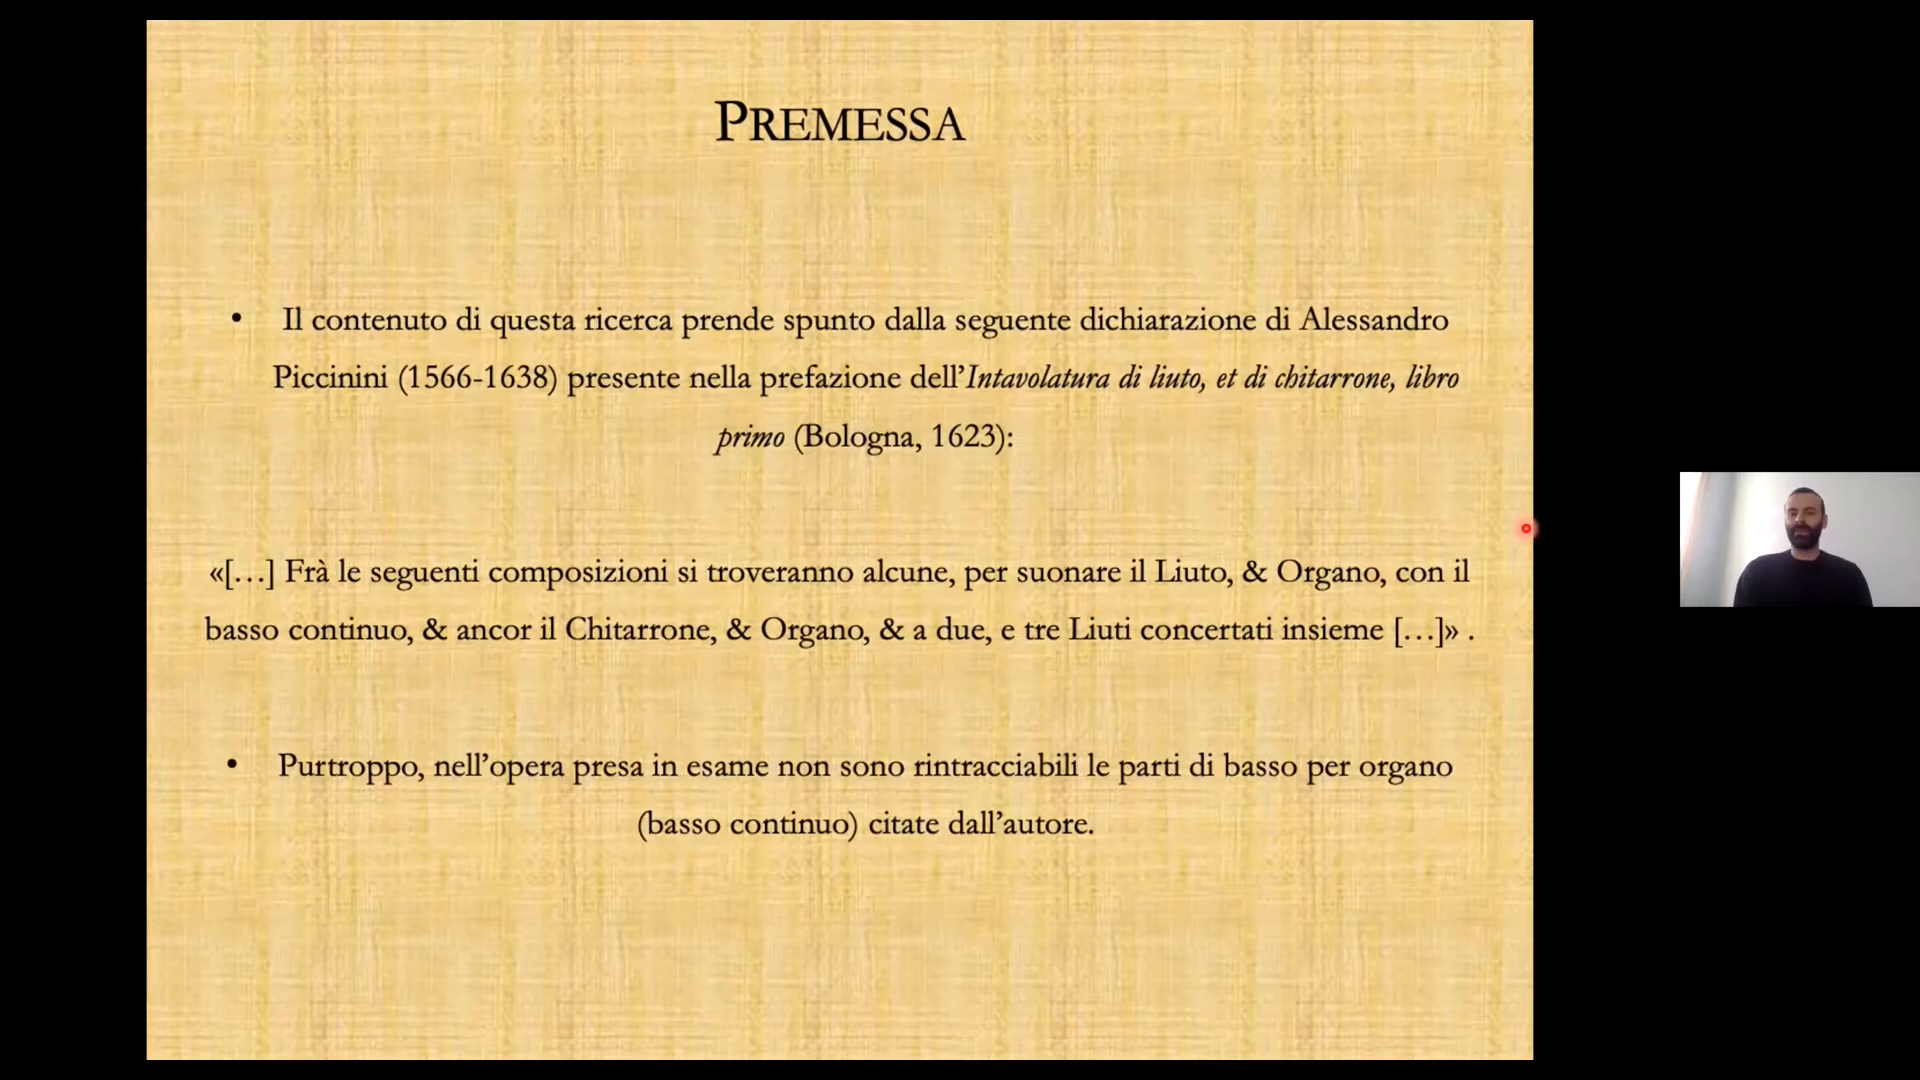 PREMESSA
• Il contenuto di questa ricerca prende spunto dalla seguente dichiarazione di Alessandro
Piccinini (1566-1638) presente nella prefazione dell’Intavolatura di liuto, et di chitarrone, libro
primo (Bologna, 1623):
«[…] Frà le seguenti composizioni si troveranno alcune, per suonare il Liuto, & Organo, con il
basso continuo, & ancor il Chitarrone, & Organo, & a due, e tre Liuti concertati insieme […]» .
• Purtroppo, nell’opera presa in esame non sono rintracciabili le parti di basso per organo
(basso continuo) citate dall’autore.